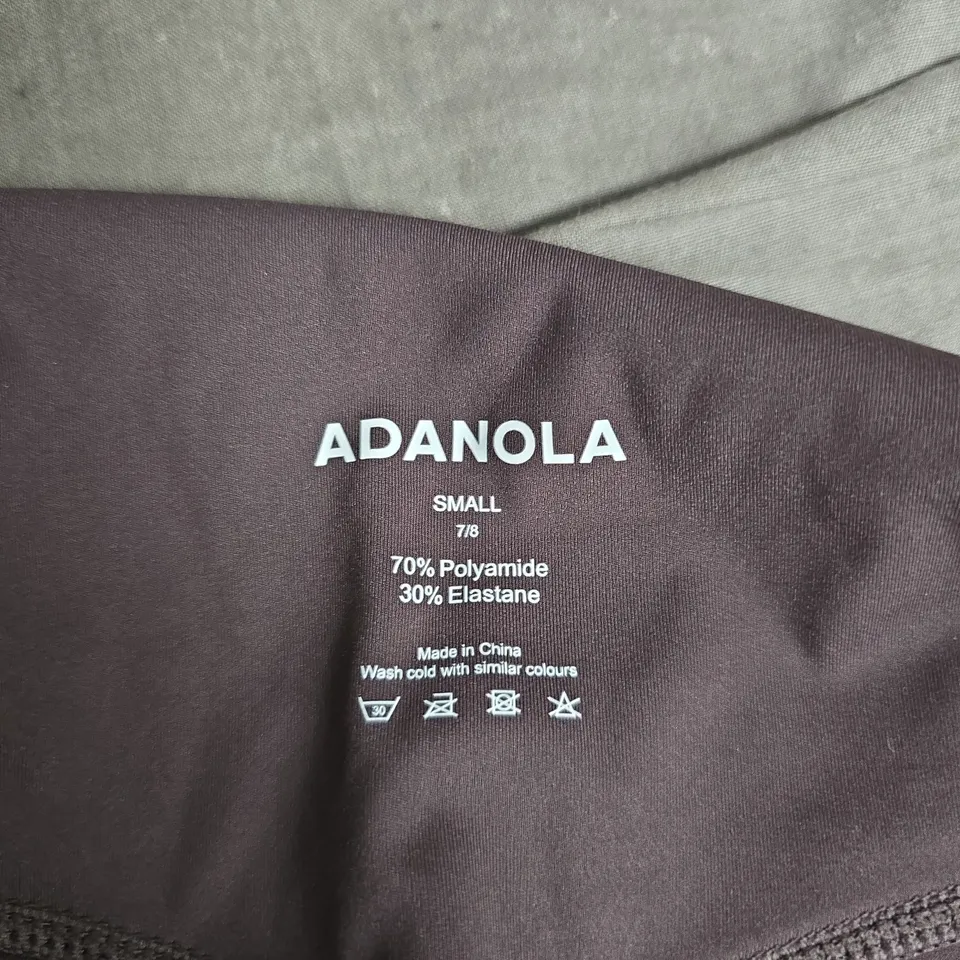 ADANOLA
SMALL
7/8
70% Polyamide
30% Elastane
Made in China
Wash cold with similar colours
30